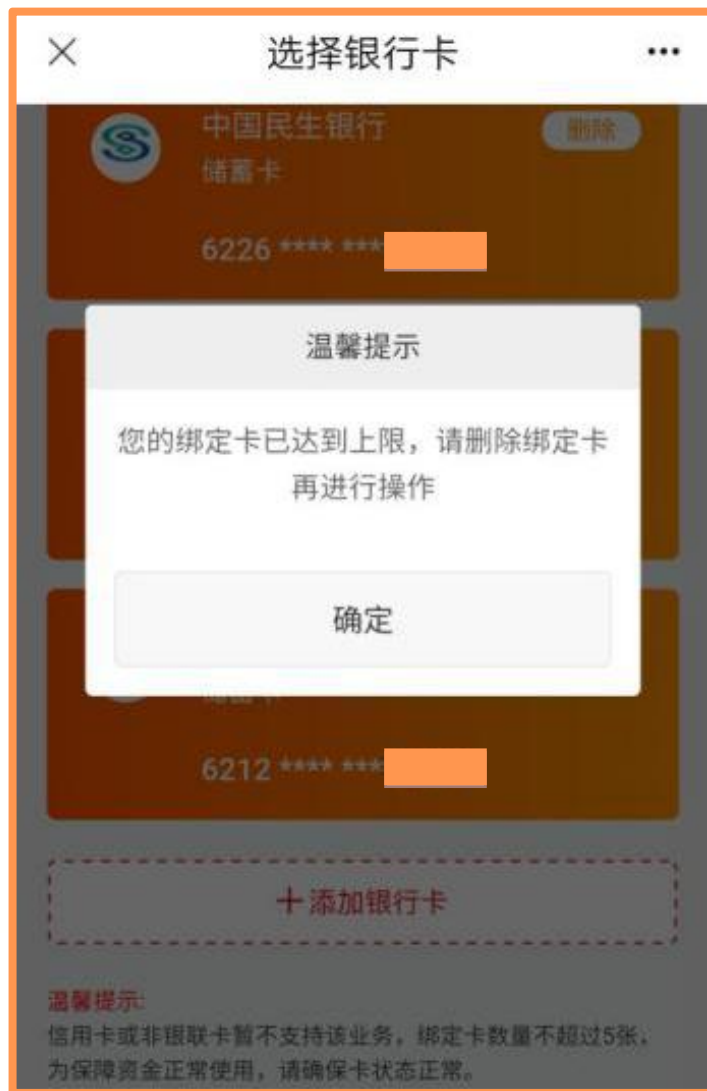 选择银行卡
中国民生银行
删除
储蓄卡
6226 **** ***
温馨提示
您的绑定卡已达到上限，请删除绑定卡
再进行操作
确定
6212 **** ***
＋添加银行卡
温馨提示:
信用卡或非银联卡暂不支持该业务，绑定卡数量不超过5张，
为保障资金正常使用，请确保卡状态正常。